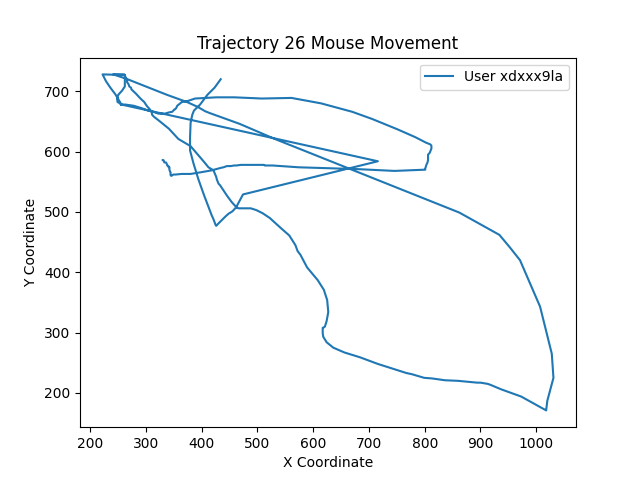 Trajectory 26 Mouse Movement
User xdxxx9la
700
600
500
400
300
200
Y Coordinate
200 300 400 500 600 700 800 900 1000
X Coordinate